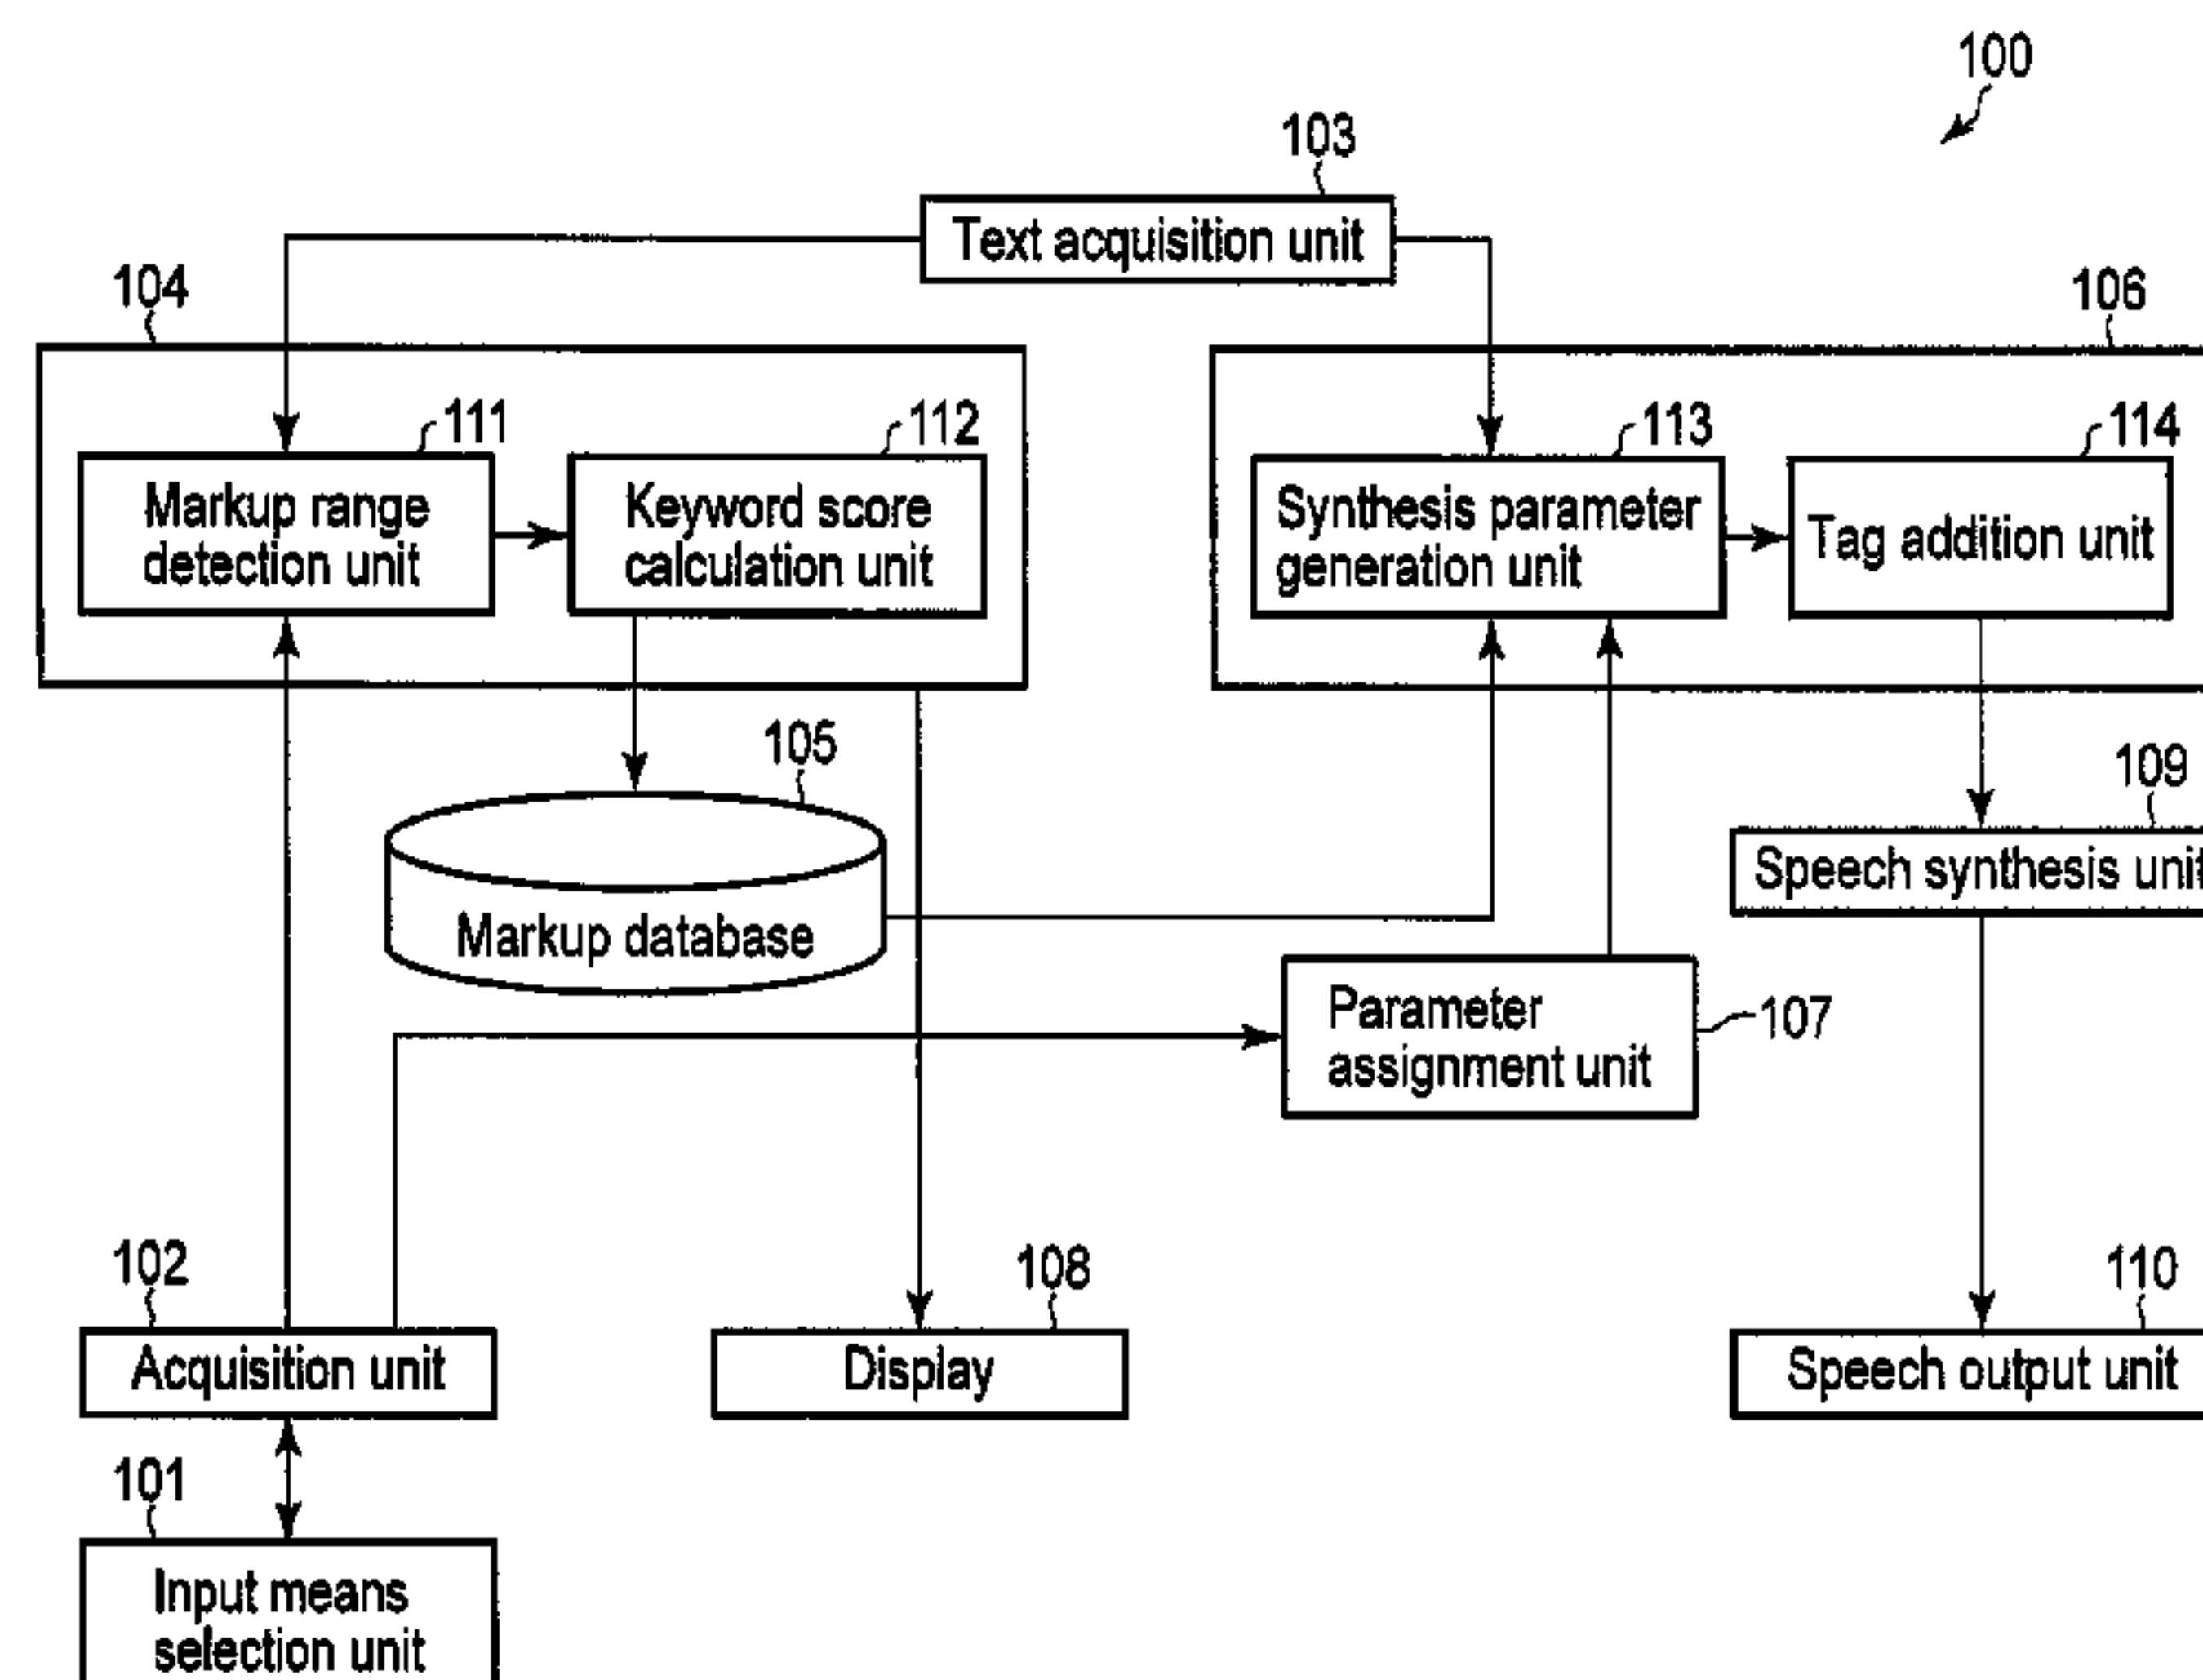 100
103
Text acquisition unit
104
106
111
112
113
114
Markup range
detection unit
Keyword score
calculation unit
Synthesis parameter
generation unit
Tag addition unit
105
109
Markup database
Speech synthesis unit
Parameter
assignment unit
107
102
108
110
Acquisition unit
Display
Speech output unit
101
Input means
selection unit